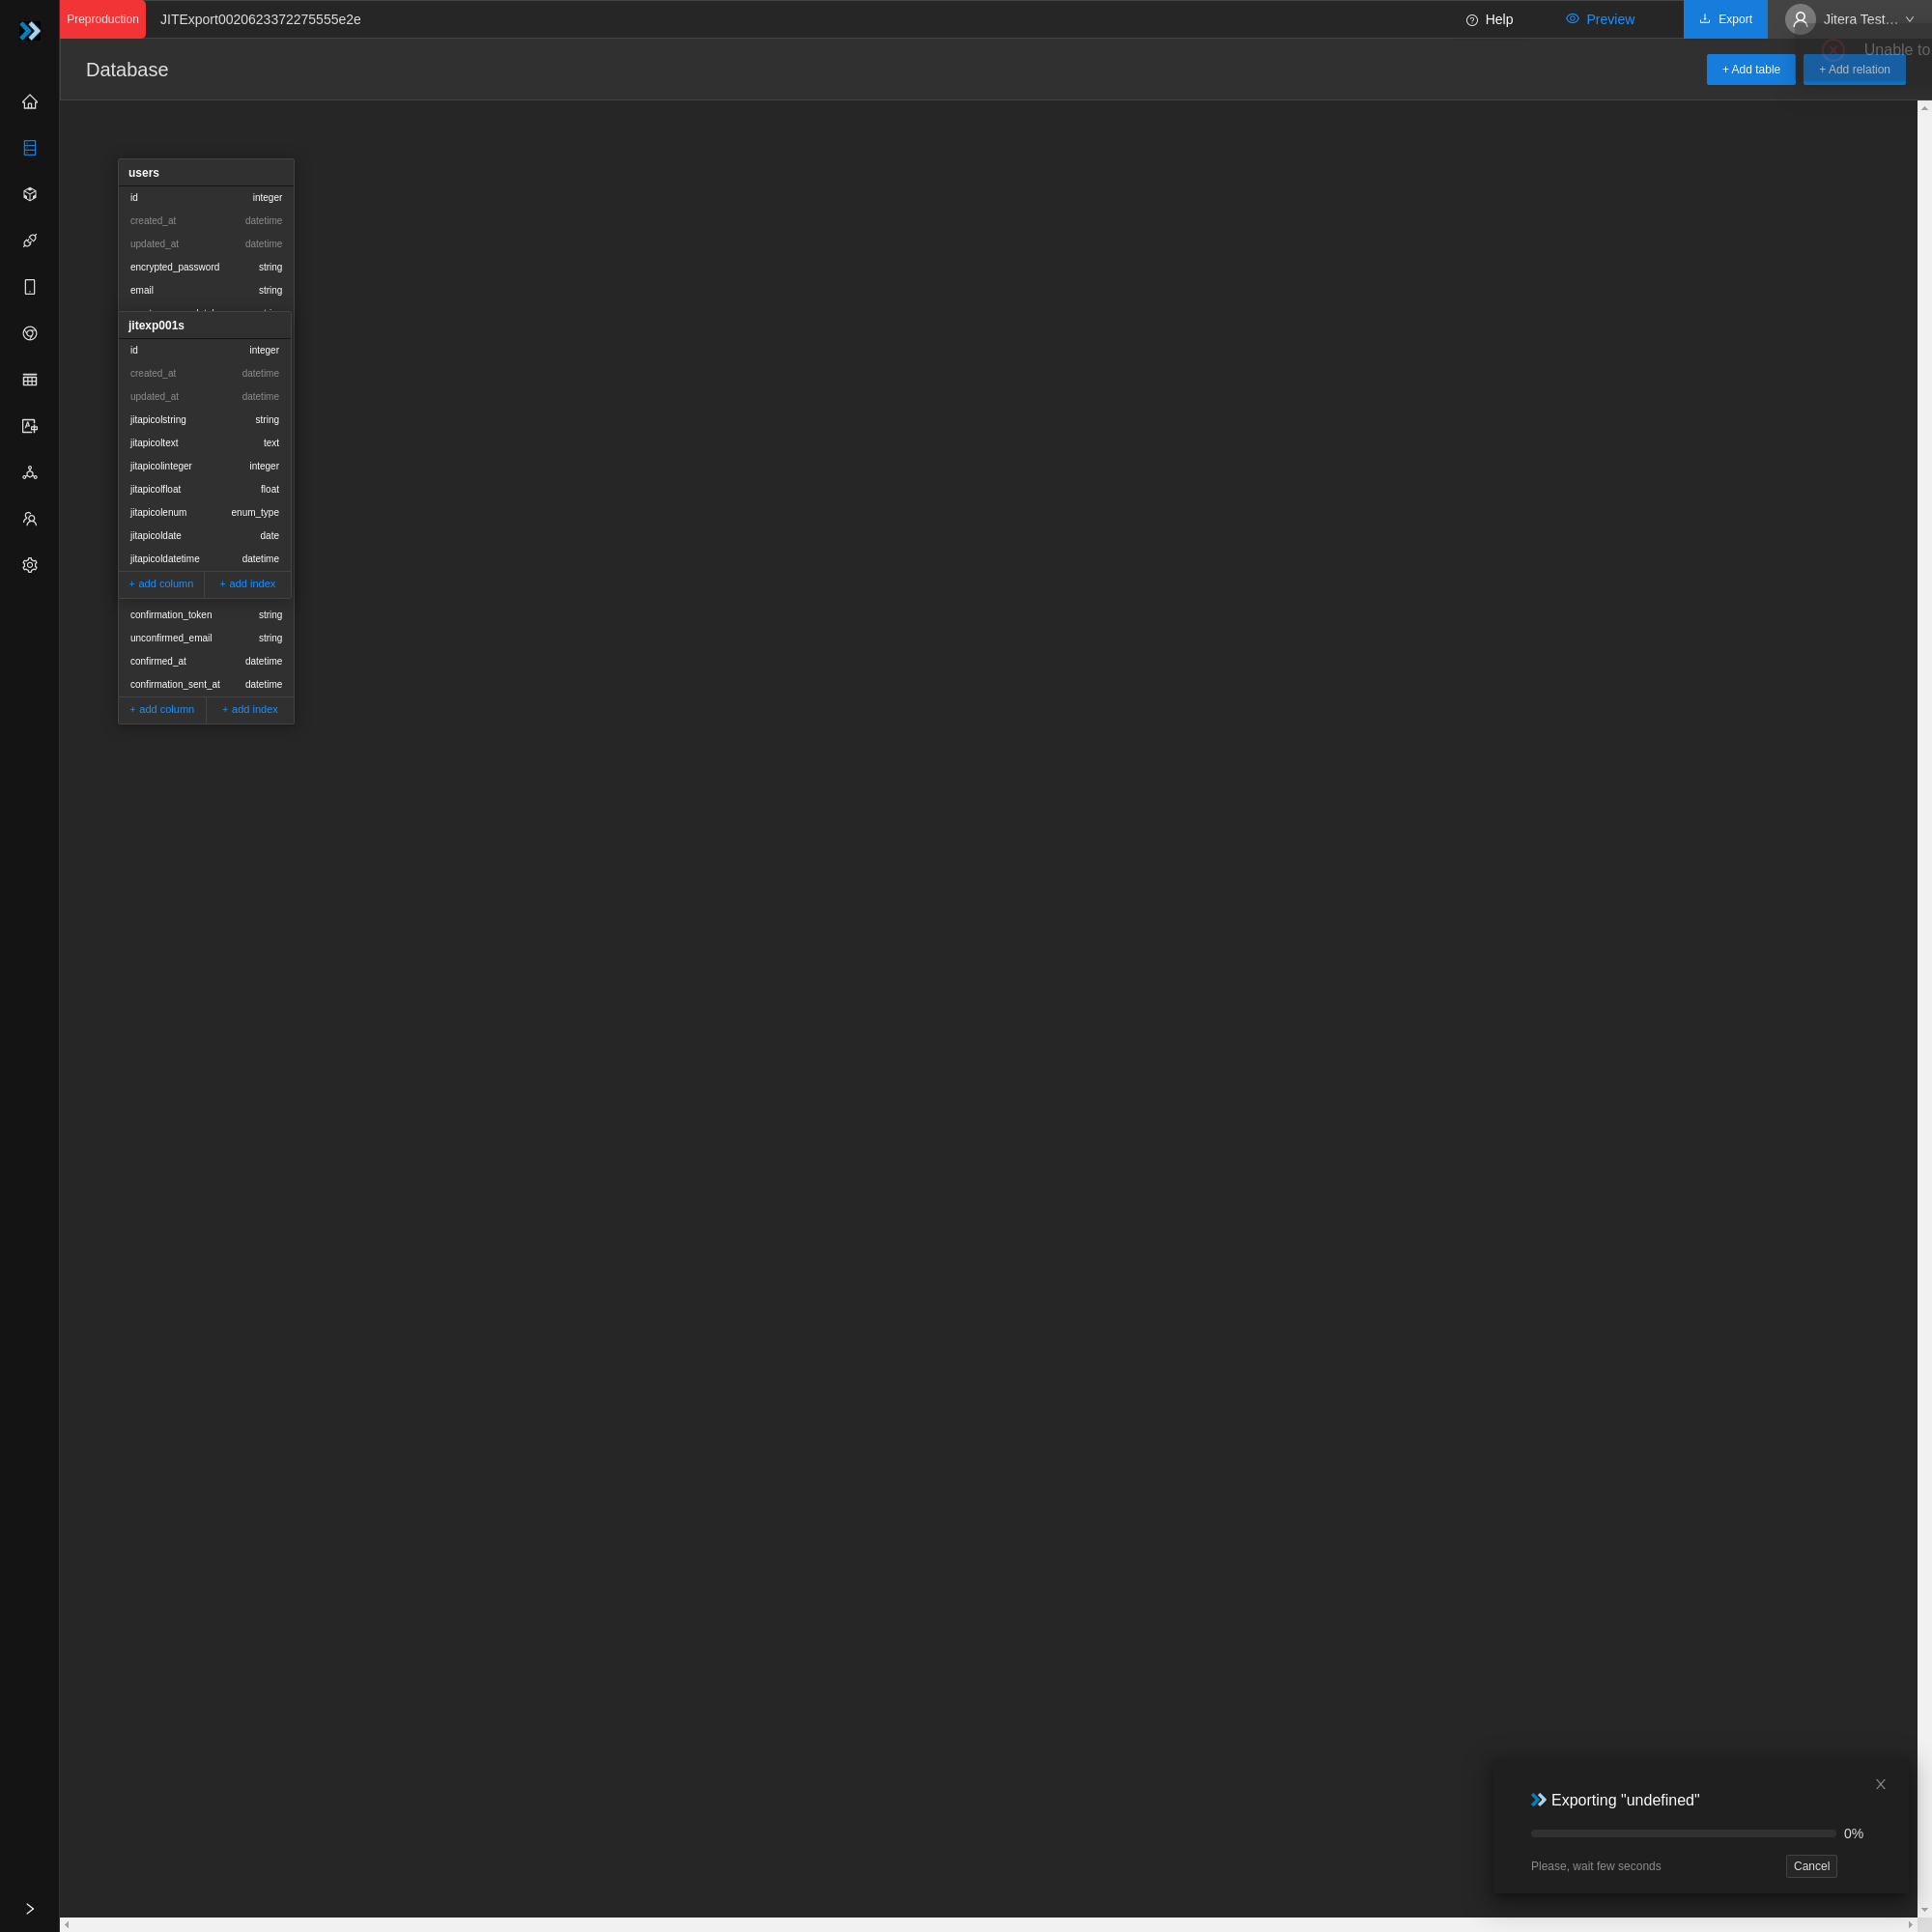 Preproduction JITExport0020623372275555e2e Help Preview Export Jitera Test...
Unable to
Database + Add table + Add relation
users
id integer
created_at datetime
updated_at datetime
encrypted_password string
email string
jitexp001s
id integer
created_at datetime
updated_at datetime
jitapicolstring string
jitapicoltext text
jitapicolinteger integer
jitapicolfloat float
jitapicolenum enum_type
jitapicoldate date
jitapicoldatetime datetime
+ add column + add index
confirmation_token string
unconfirmed_email string
confirmed_at datetime
confirmation_sent_at datetime
+ add column + add index
Exporting "undefined"
0%
Please, wait few seconds Cancel